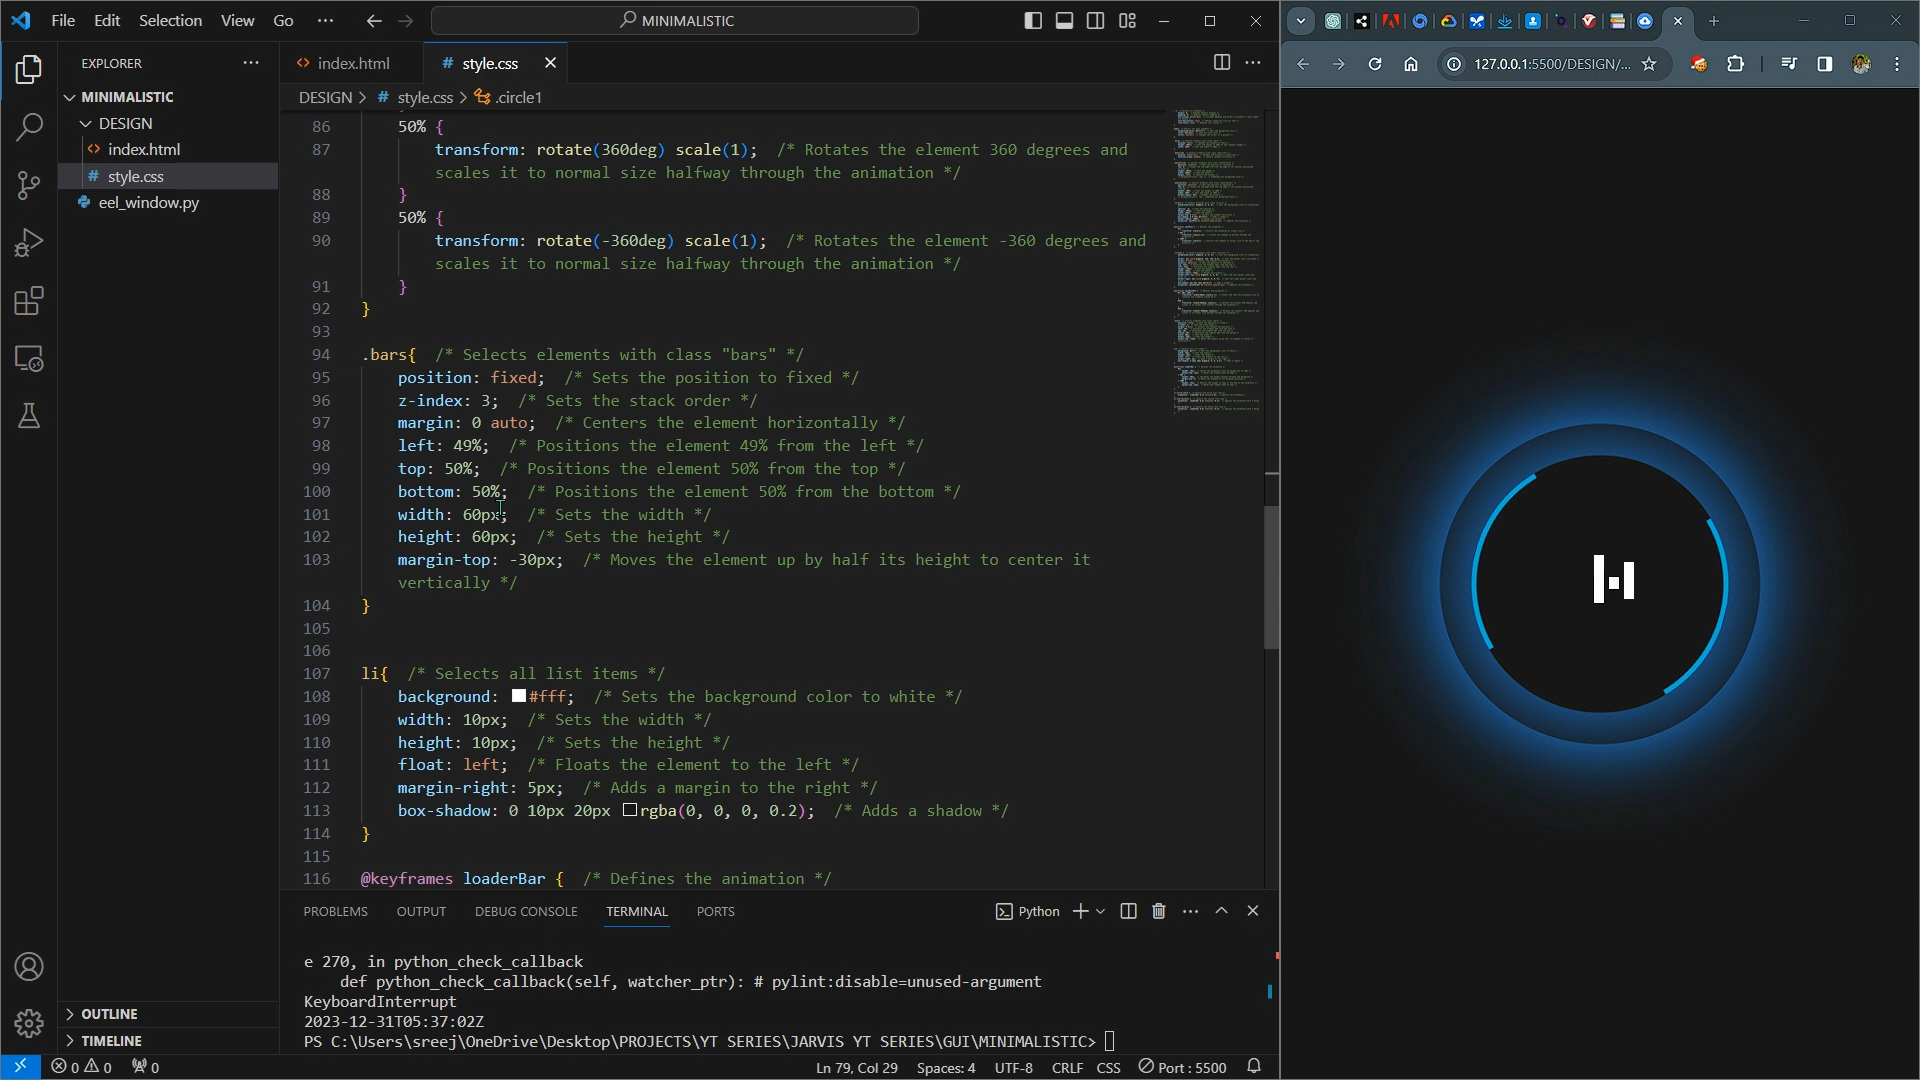 File Edit Selection View Go ...
MINIMALISTIC
EXPLORER
MINIMALISTIC
DESIGN
index.html
style.css
eel_window.py
OUTLINE
TIMELINE
index.html
style.css
DESIGN > # style.css > .circle1
86 50% {
87 transform: rotate(360deg) scale(1); /* Rotates the element 360 degrees and
scales it to normal size halfway through the animation */
88 }
89 50% {
90 transform: rotate(-360deg) scale(1); /* Rotates the element -360 degrees and
scales it to normal size halfway through the animation */
91 }
92 }
93
94 .bars{ /* Selects elements with class "bars" */
95 position: fixed; /* Sets the position to fixed */
96 z-index: 3; /* Sets the stack order */
97 margin: 0 auto; /* Centers the element horizontally */
98 left: 49%; /* Positions the element 49% from the left */
99 top: 50%; /* Positions the element 50% from the top */
100 bottom: 50%; /* Positions the element 50% from the bottom */
101 width: 60px; /* Sets the width */
102 height: 60px; /* Sets the height */
103 margin-top: -30px; /* Moves the element up by half its height to center it
vertically */
104 }
105
106
107 li{ /* Selects all list items */
108 background: #fff; /* Sets the background color to white */
109 width: 10px; /* Sets the width */
110 height: 10px; /* Sets the height */
111 float: left; /* Floats the element to the left */
112 margin-right: 5px; /* Adds a margin to the right */
113 box-shadow: 0 10px 20px rgba(0, 0, 0, 0.2); /* Adds a shadow */
114 }
115
116 @keyframes loaderBar { /* Defines the animation */
PROBLEMS OUTPUT DEBUG CONSOLE TERMINAL PORTS
Python
e 270, in python_check_callback
def python_check_callback(self, watcher_ptr): # pylint:disable=unused-argument
KeyboardInterrupt
2023-12-31T05:37:02Z
PS C:\Users\sreej\OneDrive\Desktop\PROJECTS\YT SERIES\JARVIS YT SERIES\GUI\MINIMALISTIC>
0 0 0 Ln 79, Col 29 Spaces: 4 UTF-8 CRLF CSS Port : 5500
127.0.0.1:5500/DESIGN/...